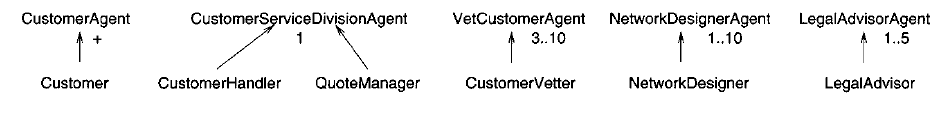 CustomerAgent CustomerServiceDivisionAgent VetCustomerAgent NetworkDesignerAgent LegalAdvisorAgent
+ 1 3..10 1..10 1..5
Customer CustomerHandler QuoteManager CustomerVetter NetworkDesigner LegalAdvisor